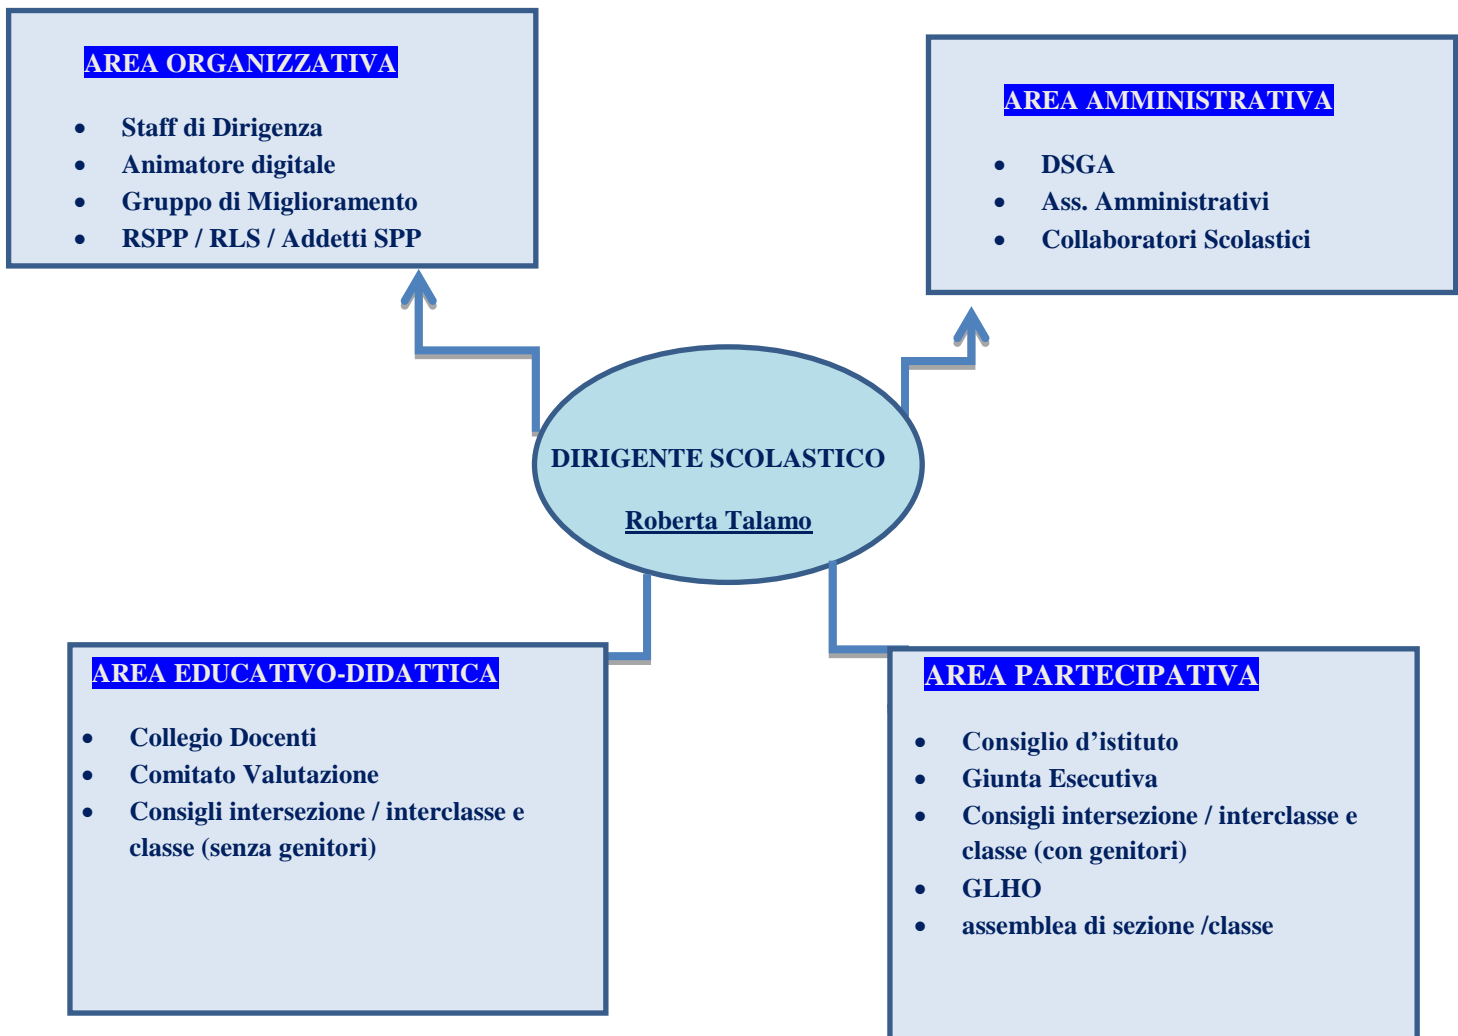 AREA ORGANIZZATIVA
• Staff di Dirigenza
• Animatore digitale
• Gruppo di Miglioramento
• RSPP / RLS / Addetti SPP
AREA AMMINISTRATIVA
• DSGA
• Ass. Amministrativi
• Collaboratori Scolastici
DIRIGENTE SCOLASTICO
Roberta Talamo
AREA EDUCATIVO-DIDATTICA
• Collegio Docenti
• Comitato Valutazione
• Consigli intersezione / interclasse e
classe (senza genitori)
AREA PARTECIPATIVA
• Consiglio d’istituto
• Giunta Esecutiva
• Consigli intersezione / interclasse e
classe (con genitori)
• GLHO
• assemblea di sezione /classe